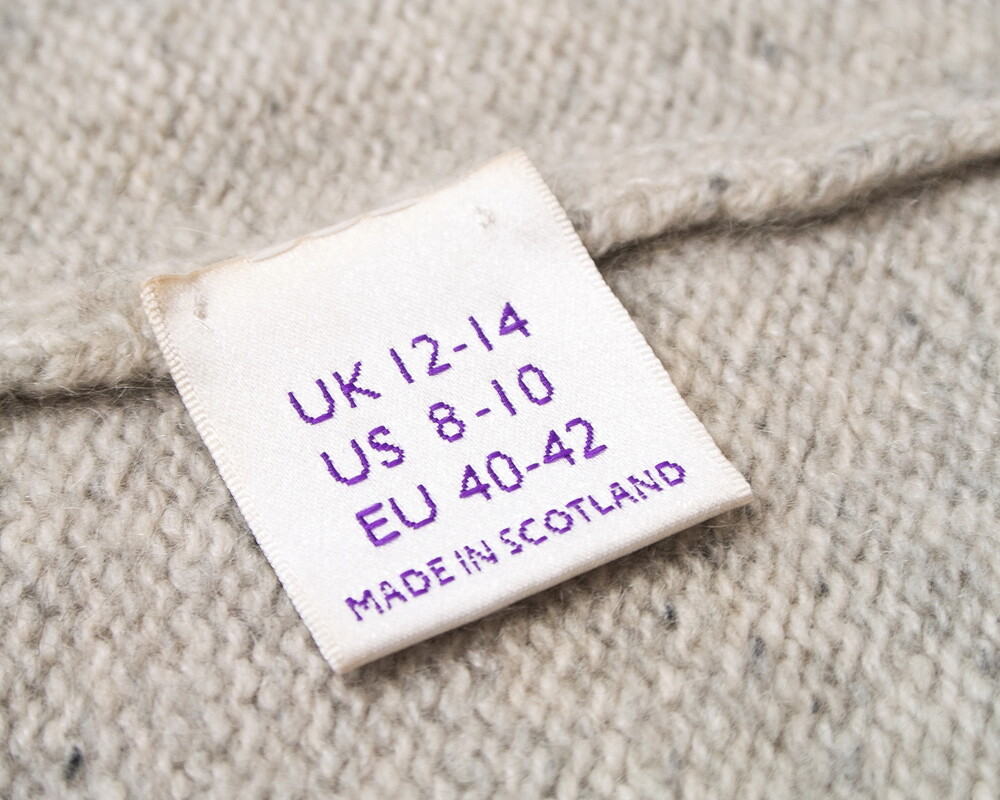 UK 12-14
US 8-10
EU 40-42
MADE IN SCOTLAND